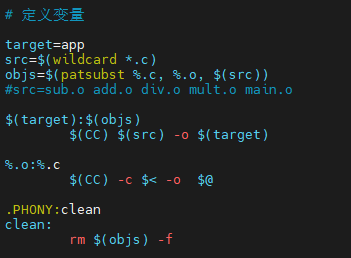 # 定义变量
target=app
src=$(wildcard *.c)
objs=$(patsubst %.c, %.o, $(src))
#src=sub.o add.o div.o mult.o main.o
$(target):$(objs)
$(CC) $(src) -o $(target)
%.o:%.c
$(CC) -c $< -o  $@
.PHONY:clean
clean:
rm $(objs) -f